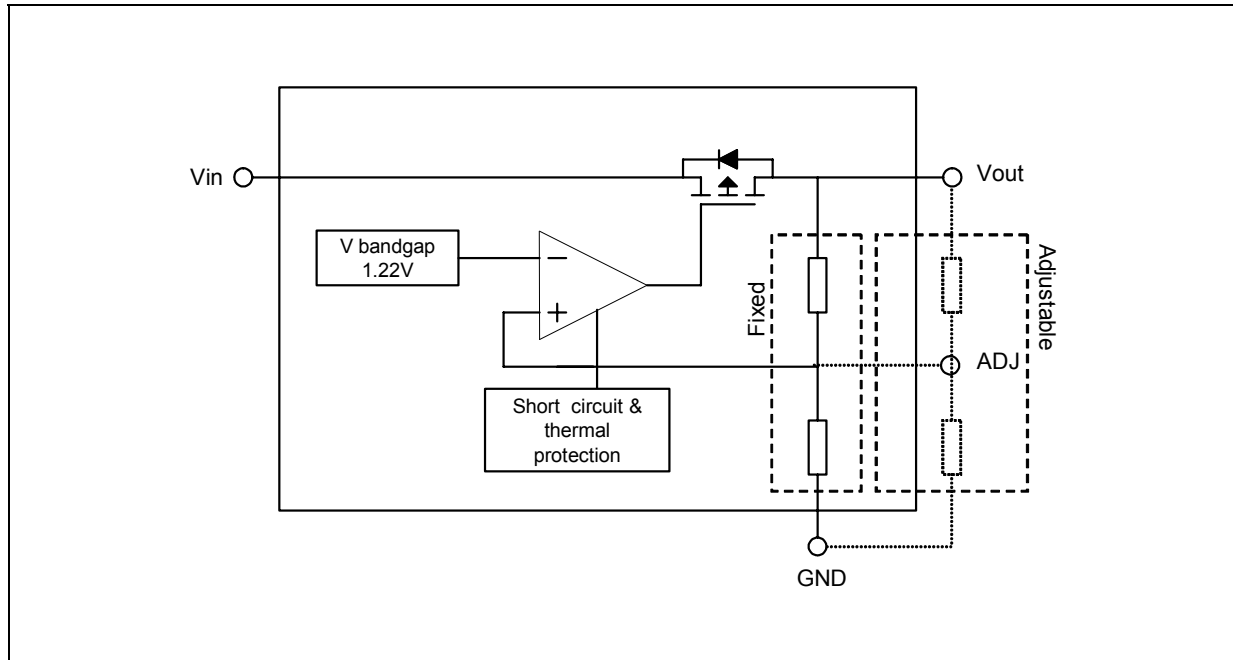 Vin
Vout
V bandgap
1.22V
−
+
Fixed
Adjustable
ADJ
Short circuit &
thermal
protection
GND